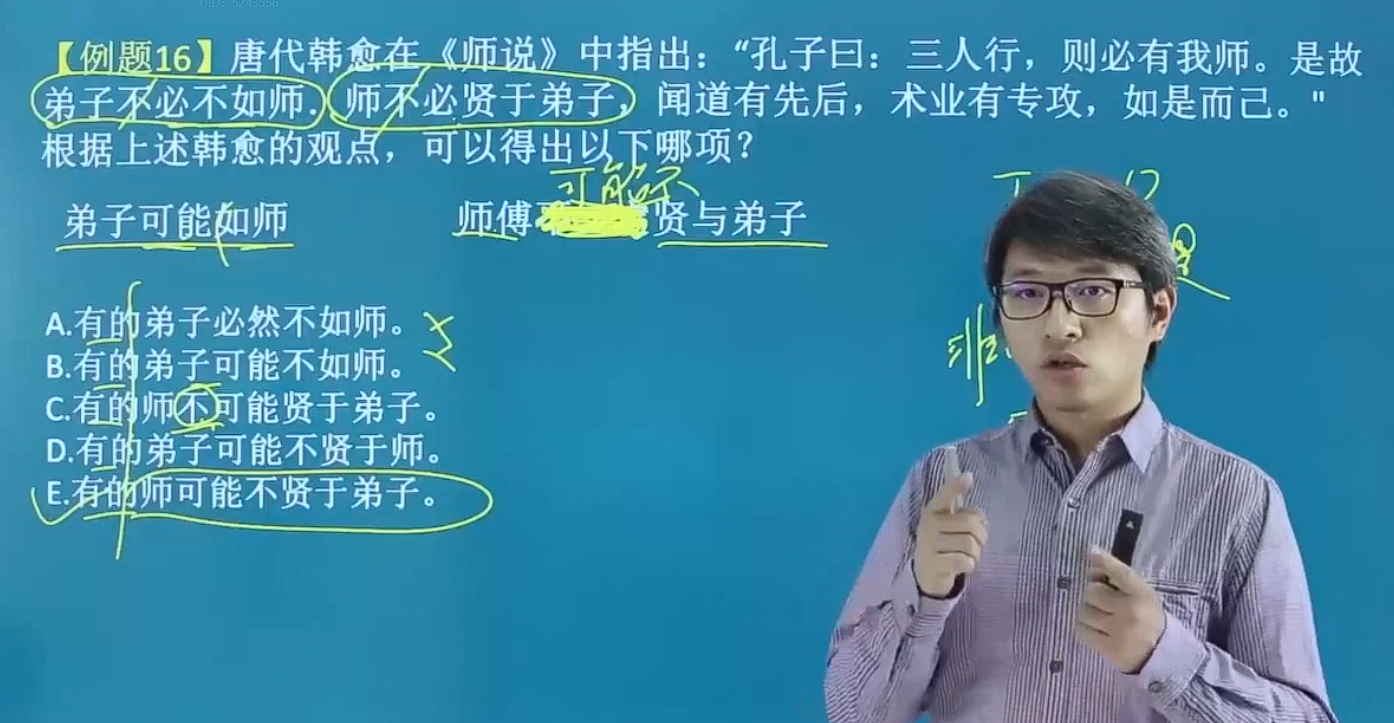 UID：5243556
【例题16】唐代韩愈在《师说》中指出：“孔子曰：三人行，则必有我师。是故
弟子不必不如师，师不必贤于弟子，闻道有先后，术业有专攻，如是而己。"
根据上述韩愈的观点，可以得出以下哪项？
可能不
弟子可能如师 师傅贤与弟子
A.有的弟子必然不如师。
B.有的弟子可能不如师。
C.有的师不可能贤于弟子。
D.有的弟子可能不贤于师。
E.有的师可能不贤于弟子。
非